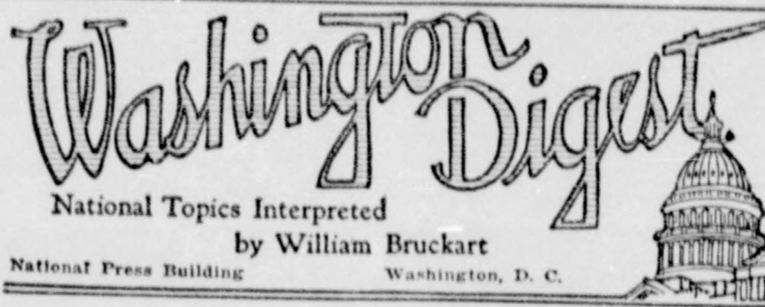 Washington
Digest
National Topics Interpreted
by William Bruckart
National Press Building Washington, D. C.